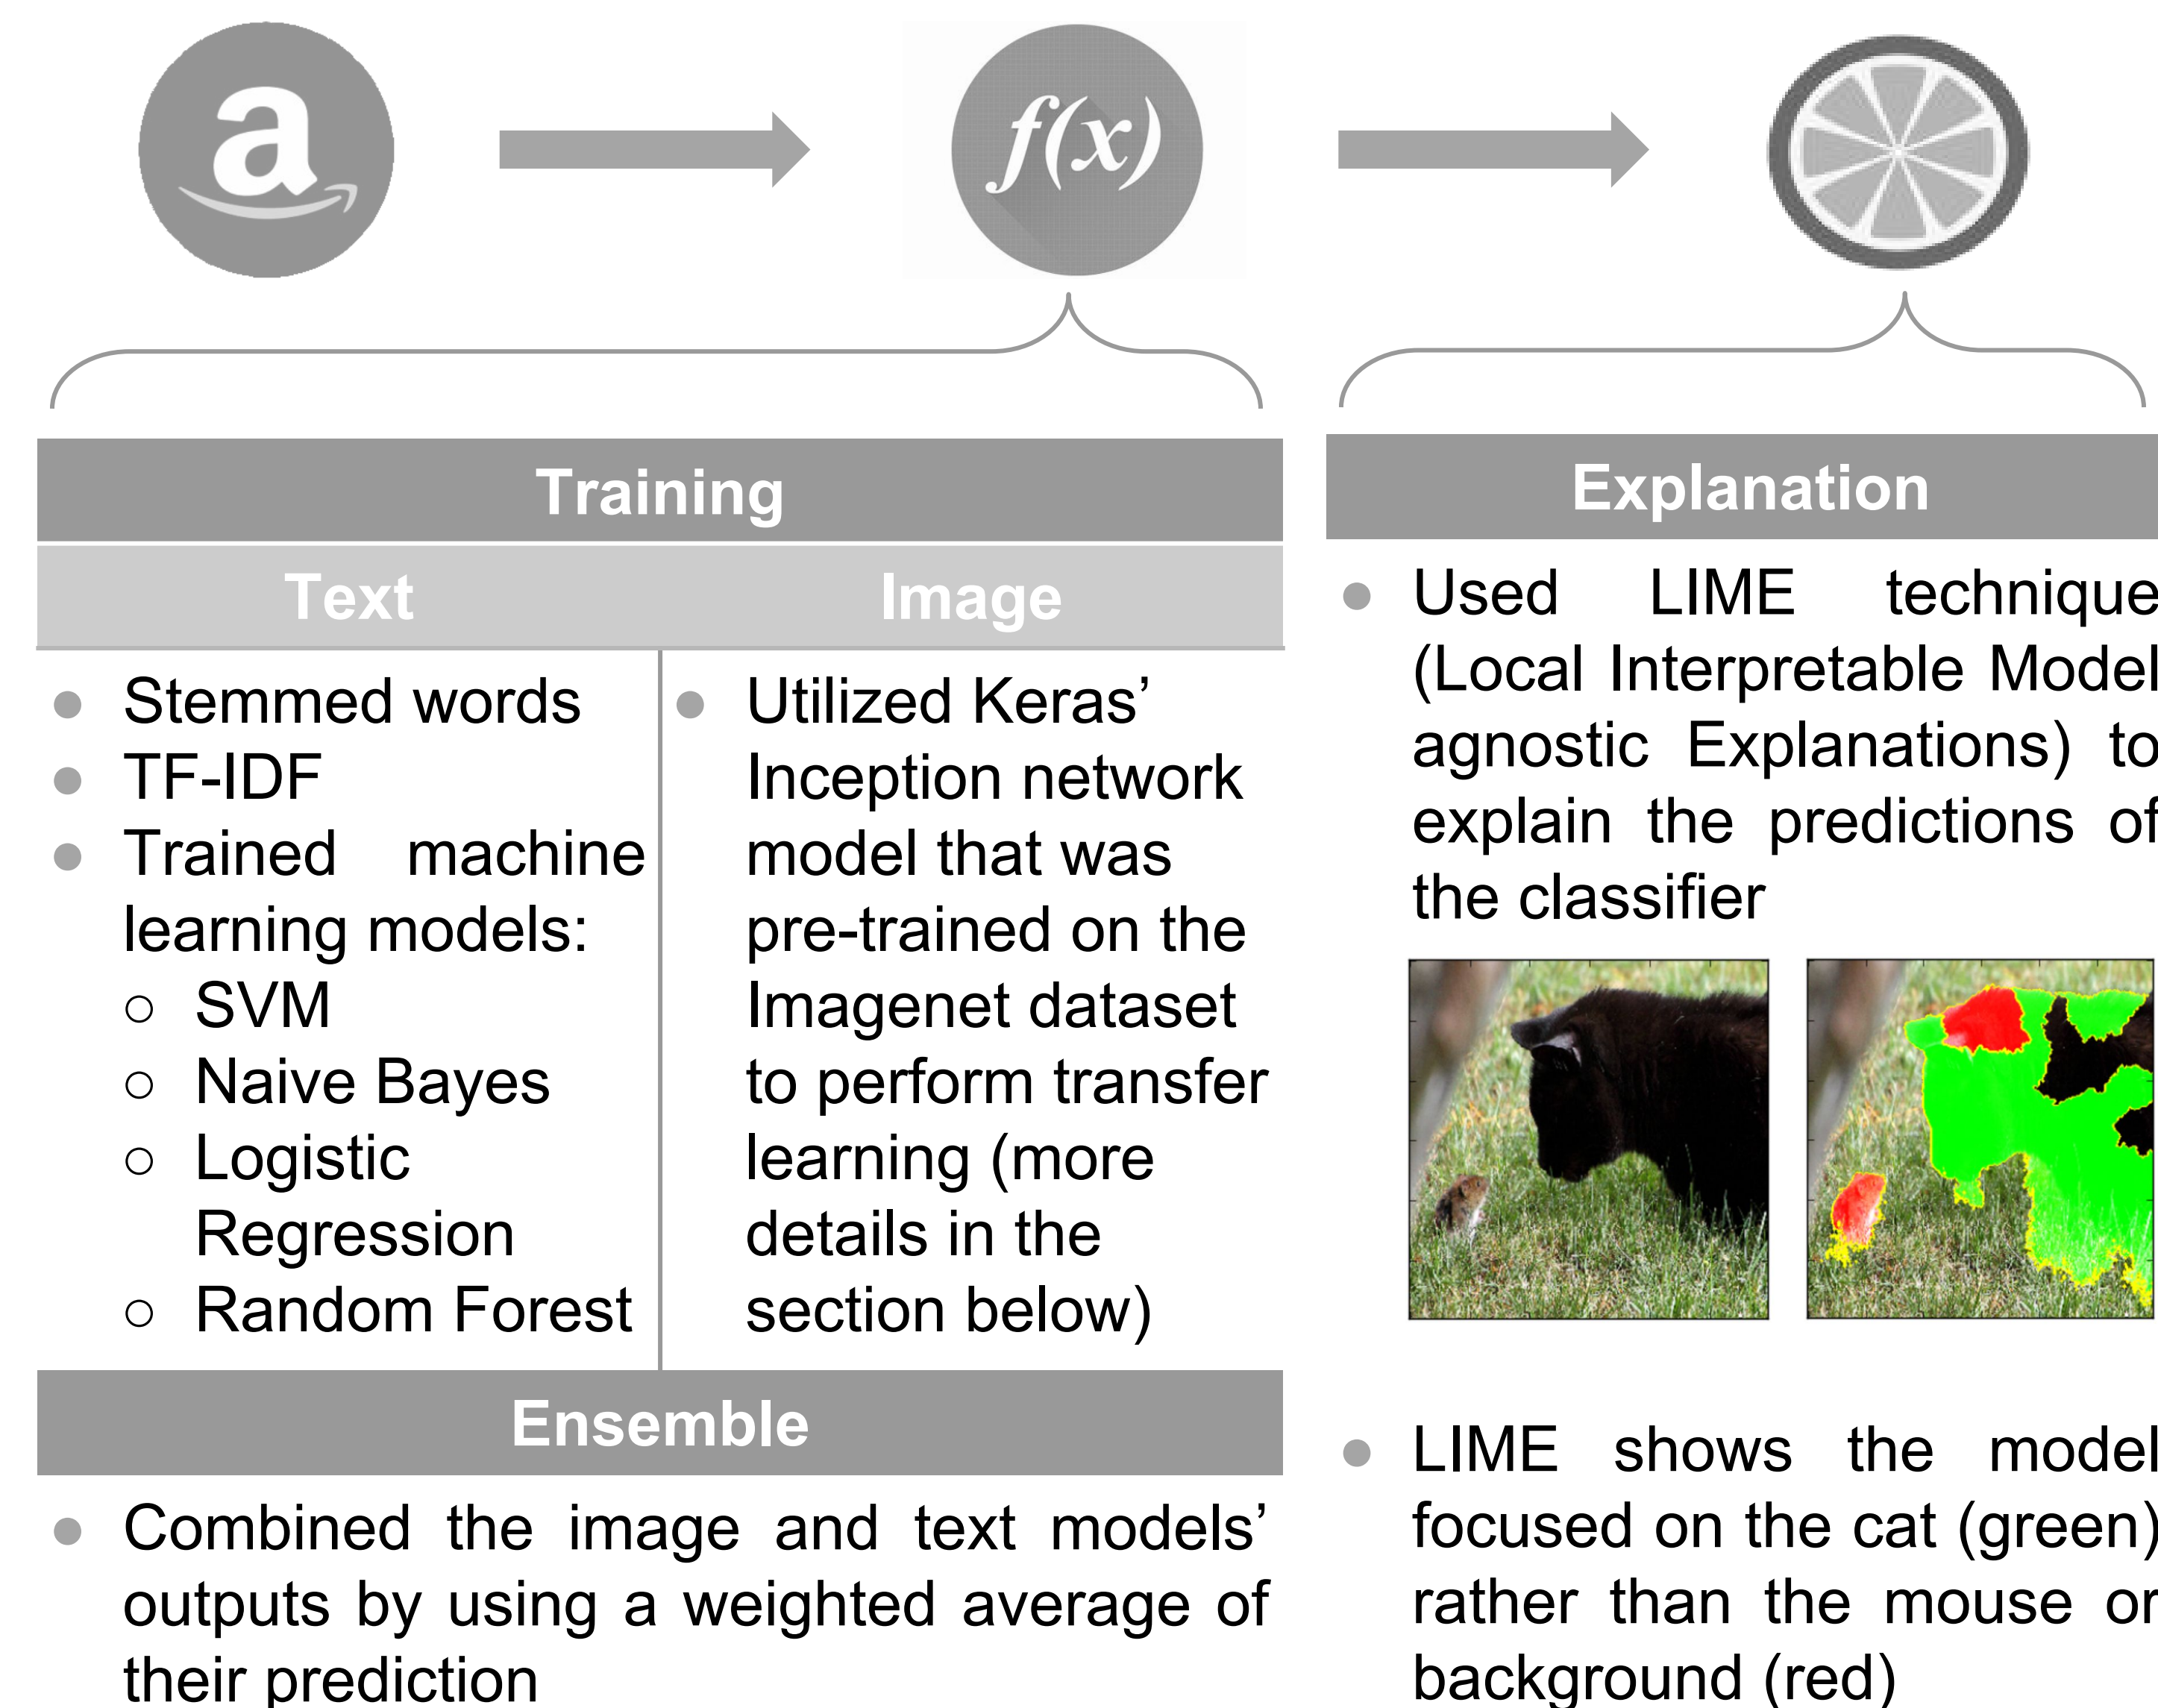 a
f(x)
Training
Text
Image
Stemmed words
TF-IDF
Trained machine
learning models:
SVM
Naive Bayes
Logistic
Regression
Random Forest
Utilized Keras’
Inception network
model that was
pre-trained on the
Imagenet dataset
to perform transfer
learning (more
details in the
section below)
Ensemble
Combined the image and text models’
outputs by using a weighted average of
their prediction
Explanation
Used LIME technique
(Local Interpretable Model
agnostic Explanations) to
explain the predictions of
the classifier
LIME shows the model
focused on the cat (green)
rather than the mouse or
background (red)